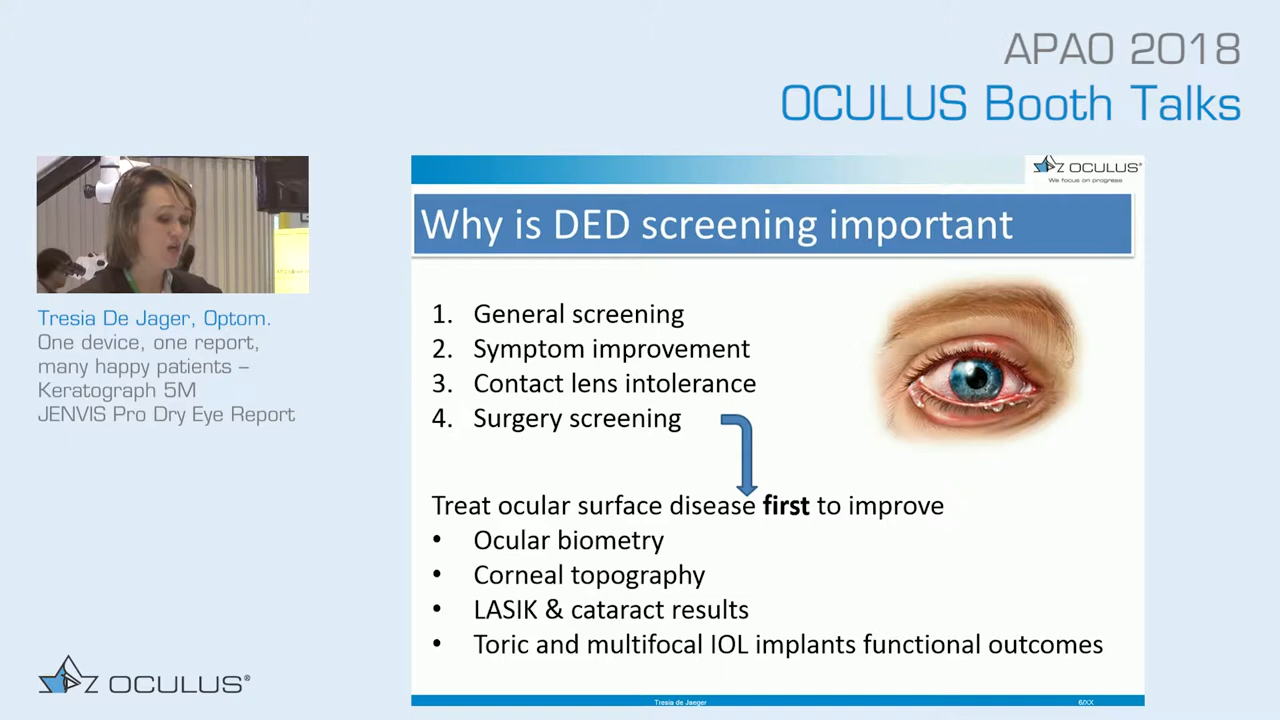 APAO 2018
OCULUS Booth Talks
OCULUS®
We focus on progress
Why is DED screening important
1. General screening
2. Symptom improvement
3. Contact lens intolerance
4. Surgery screening
Treat ocular surface disease first to improve
• Ocular biometry
• Corneal topography
• LASIK & cataract results
• Toric and multifocal IOL implants functional outcomes
Tresia de Jaeger
6/XX
Tresia De Jager, Optom.
One device, one report,
many happy patients –
Keratograph 5M
JENVIS Pro Dry Eye Report
OCULUS®